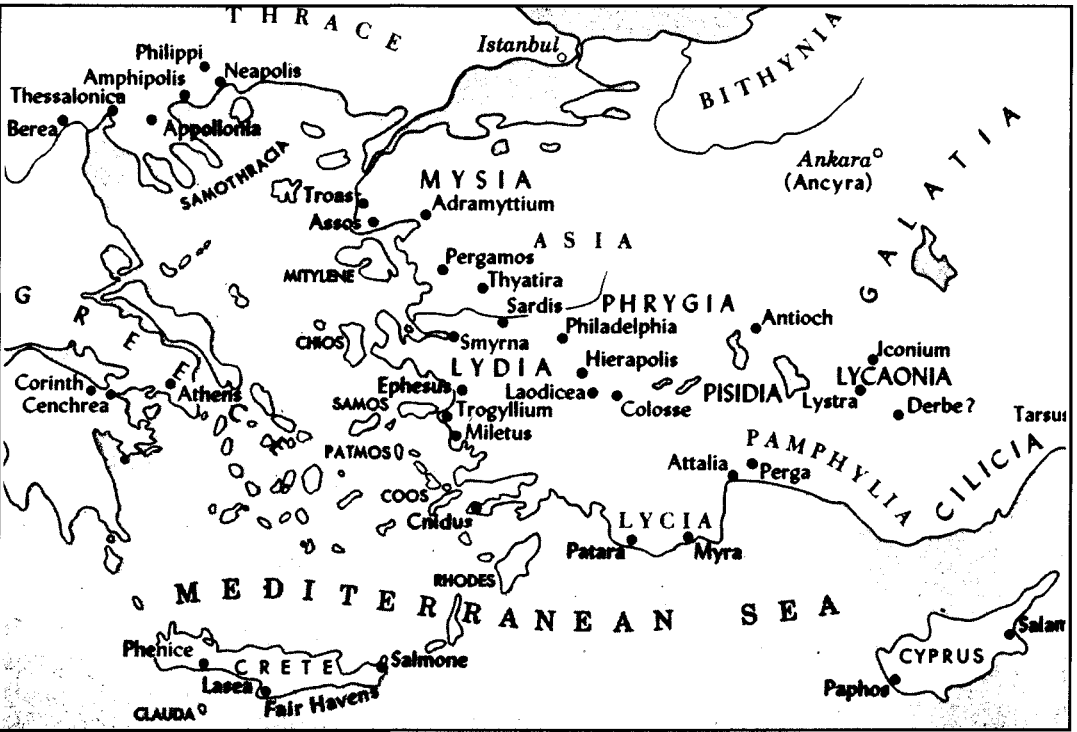 THRACE
Istanbul
BITHYNIA
Philippi
Neapolis
Amphipolis
Thessalonica
Berea
Appollonia
SAMOTHRACIA
Ankara
(Ancyra)
GALATIA
MYSIA
Troas
Adramyttium
Assos
ASIA
MITYLENE
Pergamos
Thyatira
Sardis
PHRYGIA
GREECE
CHIOS
Smyrna
Philadelphia
Antioch
LYDIA
Hierapolis
Iconium
LYCAONIA
Corinth
Cenchrea
Athens
Ephesus
Laodicea
Colosse
PISIDIA
Lystra
Derbe?
SAMOS
Trogyllium
Tarsus
Miletus
PATMOS
PAMPHYLIA
CILICIA
Attalia
Perga
COOS
Cnidus
LYCIA
Patara
Myra
RHODES
MEDITERRANEAN SEA
Phenice
CRETE
Salmone
Lasea
Fair Havens
CLAUDA
CYPRUS
Salam
Paphos